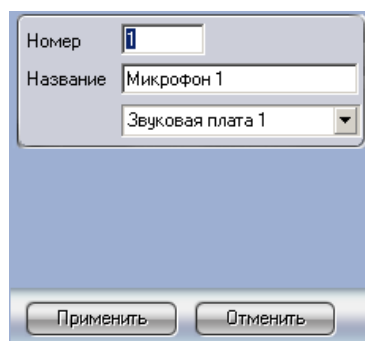 Номер 1
Название Микрофон 1
Звуковая плата 1
Применить Отменить